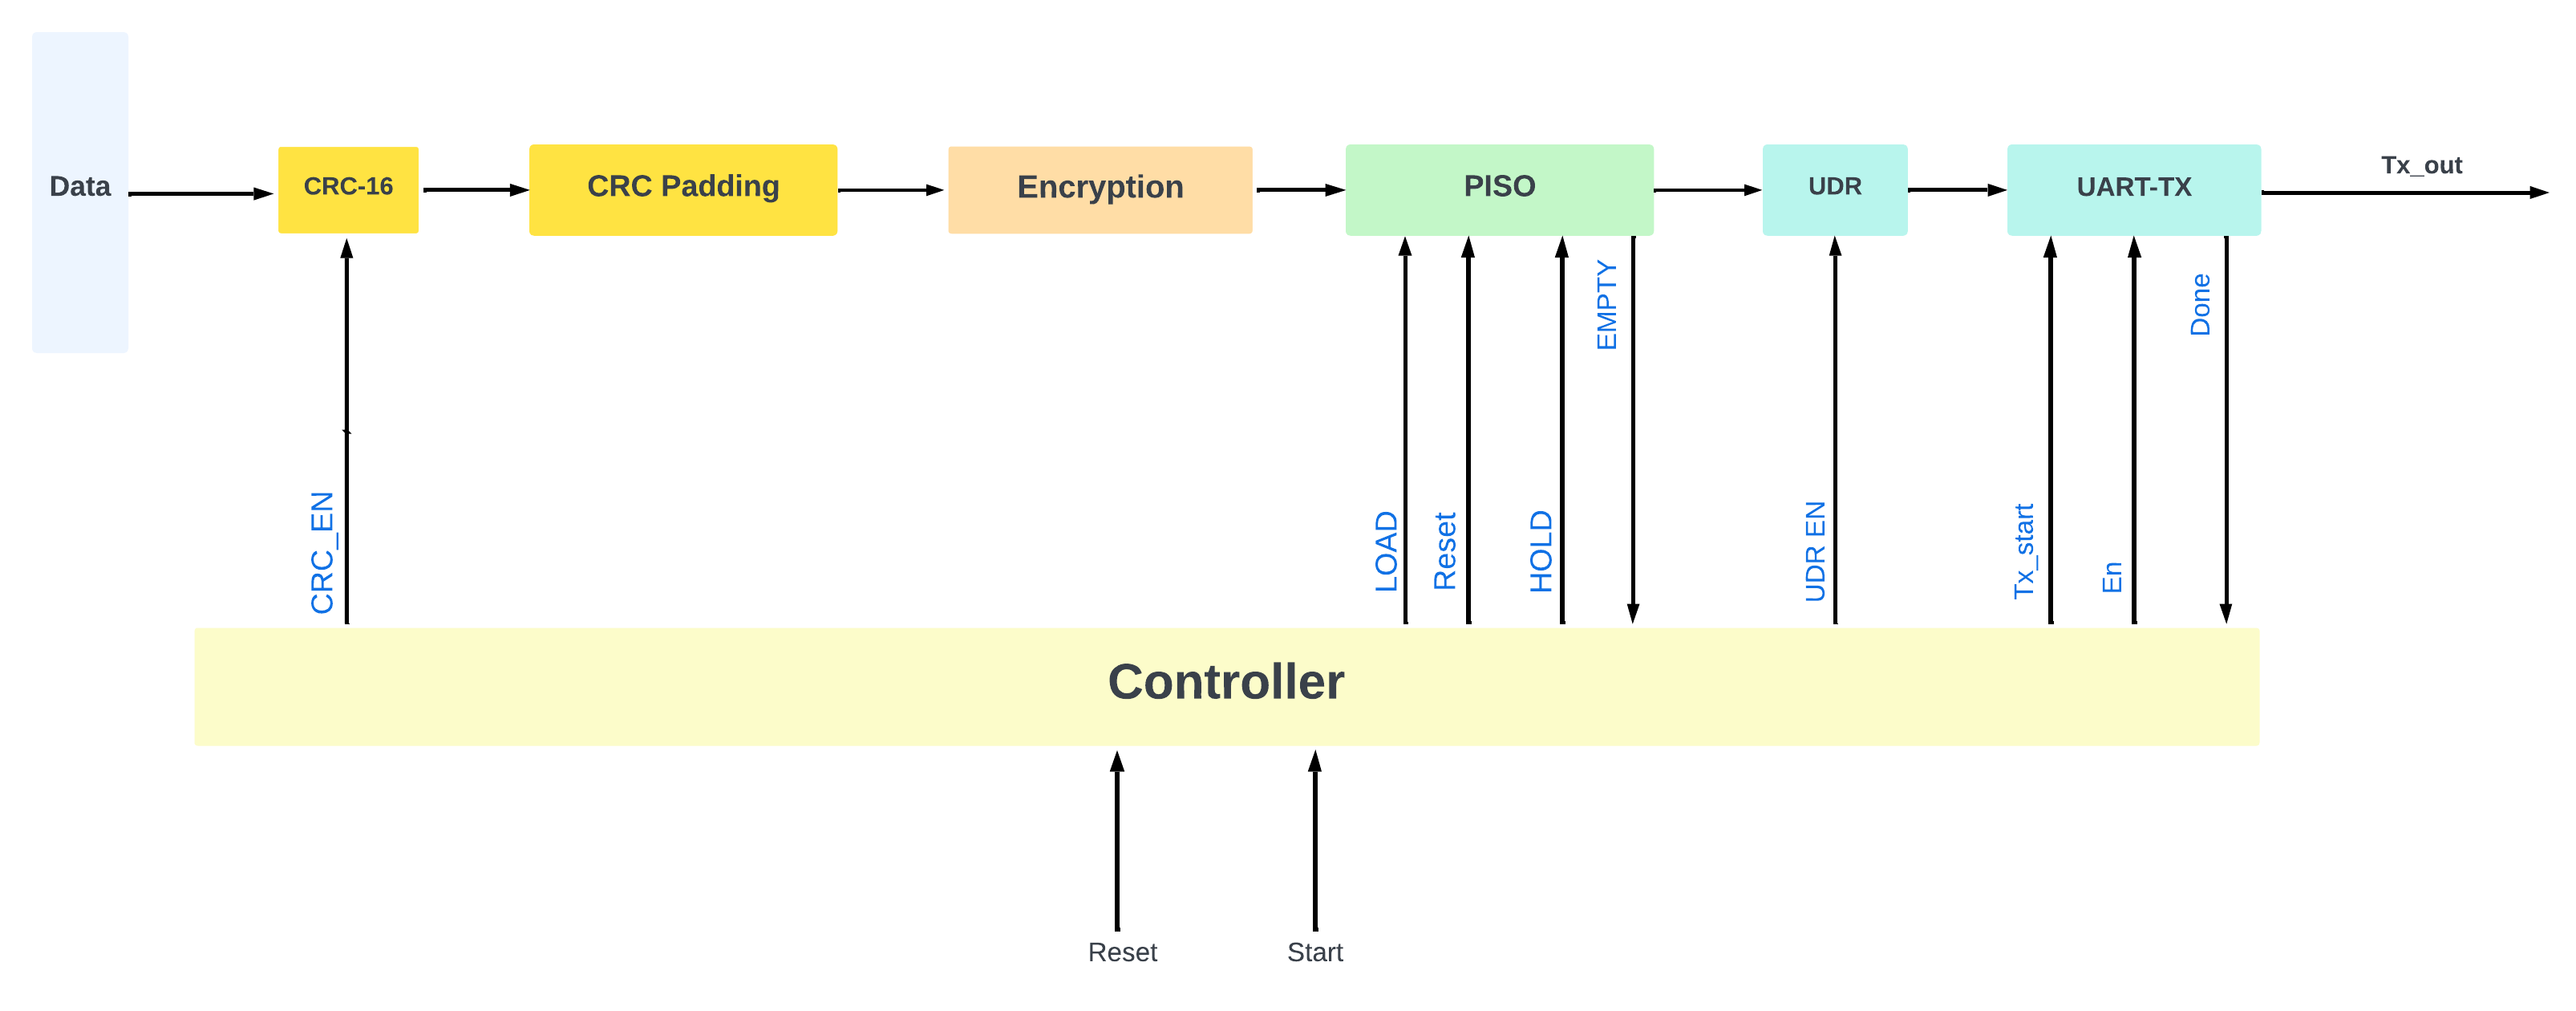 Data
CRC-16
CRC Padding
Encryption
PISO
UDR
UART-TX
Tx_out
CRC_EN
LOAD
Reset
HOLD
EMPTY
UDR EN
Tx_start
En
Done
Controller
Reset
Start